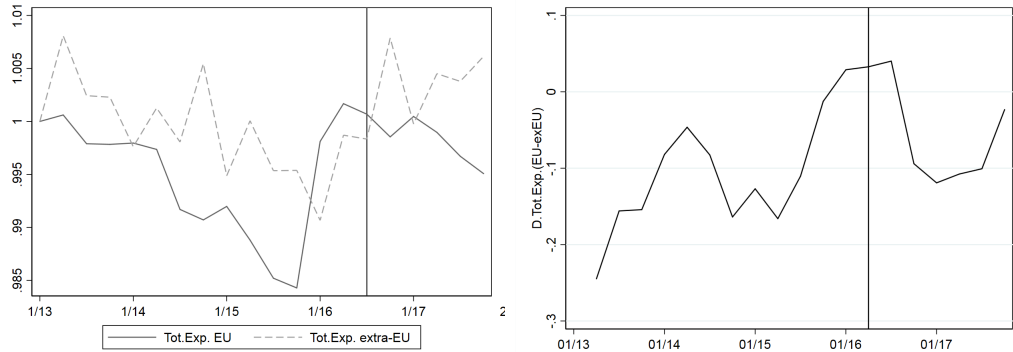 1.01
1.005
1
.995
.99
.985
1/13 1/14 1/15 1/16 1/17 2
Tot.Exp. EU Tot.Exp. extra-EU
D.Tot.Exp.(EU-exEU)
.1
0
-.1
-.2
-.3
01/13 01/14 01/15 01/16 01/17